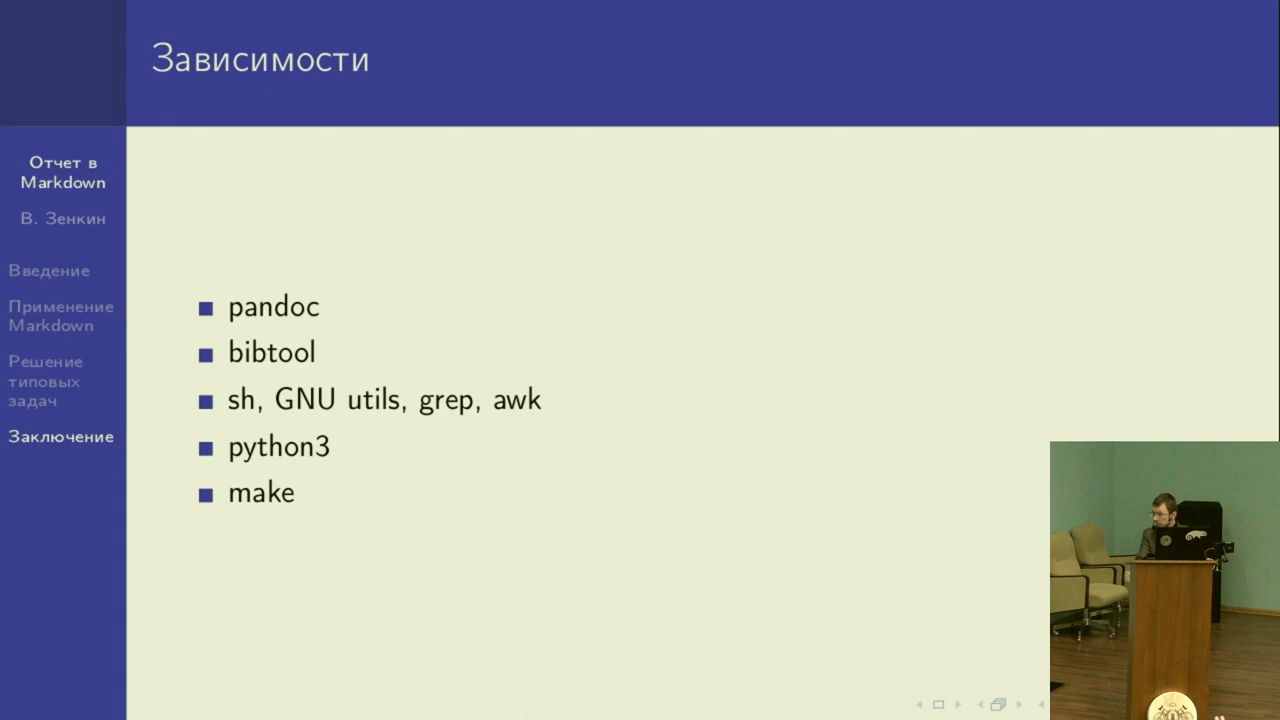 Зависимости
Отчет в
Markdown
В. Зенкин
Введение
Применение
Markdown
Решение
типовых
задач
Заключение
pandoc
bibtool
sh, GNU utils, grep, awk
python3
make